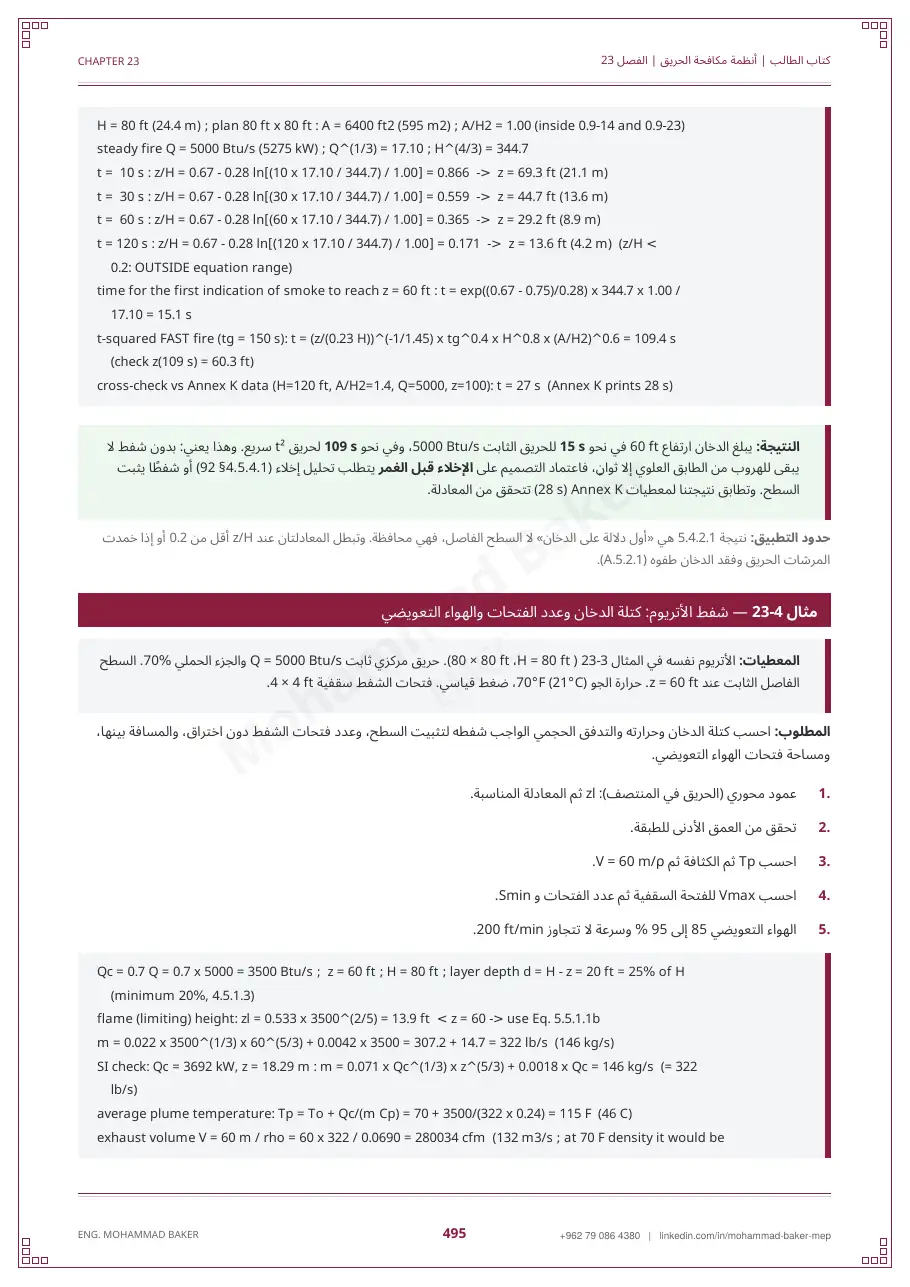 CHAPTER 23
كتاب الطالب | أنظمة مكافحة الحريق | الفصل 23
H = 80 ft (24.4 m) ; plan 80 ft x 80 ft : A = 6400 ft2 (595 m2) ; A/H2 = 1.00 (inside 0.9-14 and 0.9-23)
steady fire Q = 5000 Btu/s (5275 kW) ; Q^(1/3) = 17.10 ; H^(4/3) = 344.7
t =  10 s : z/H = 0.67 - 0.28 ln[(10 x 17.10 / 344.7) / 1.00] = 0.866  -> z = 69.3 ft (21.1 m)
t =  30 s : z/H = 0.67 - 0.28 ln[(30 x 17.10 / 344.7) / 1.00] = 0.559  -> z = 44.7 ft (13.6 m)
t =  60 s : z/H = 0.67 - 0.28 ln[(60 x 17.10 / 344.7) / 1.00] = 0.365  -> z = 29.2 ft (8.9 m)
t = 120 s : z/H = 0.67 - 0.28 ln[(120 x 17.10 / 344.7) / 1.00] = 0.171  -> z = 13.6 ft (4.2 m)  (z/H <
0.2: OUTSIDE equation range)
time for the first indication of smoke to reach z = 60 ft : t = exp((0.67 - 0.75)/0.28) x 344.7 x 1.00 /
17.10 = 15.1 s
t-squared FAST fire (tg = 150 s): t = (z/(0.23 H))^(-1/1.45) x tg^0.4 x H^0.8 x (A/H2)^0.6 = 109.4 s
(check z(109 s) = 60.3 ft)
cross-check vs Annex K data (H=120 ft, A/H2=1.4, Q=5000, z=100): t = 27 s  (Annex K prints 28 s)
النتيجة: يبلغ الدخان ارتفاع 60 ft في نحو 15 s للحريق الثابت 5000 Btu/s، وفي نحو 109 s لحريق t² سريع. وهذا يعني: بدون شفط لا
يبقى للهروب من الطابق العلوي إلا ثوانٍ، فاعتماد التصميم على الإخلاء قبل الغمر يتطلب تحليل إخلاء (4.5.4.1§ 92) أو شفطًا يثبت
السطح. وتطابق نتيجتنا لمعطيات Annex K (28 s) تتحقق من المعادلة.
حدود التطبيق: نتيجة 5.4.2.1 هي «أول دلالة على الدخان» لا السطح الفاصل، فهي محافظة. وتبطل المعادلتان عند z/H أقل من 0.2 أو إذا خمدت
المرشات الحريق وفقد الدخان طفوه (A.5.2.1).
مثال 4-23 — شفط الأتريوم: كتلة الدخان وعدد الفتحات والهواء التعويضي
المعطيات: الأتريوم نفسه في المثال 3-23 ( H = 80 ft، 80 × 80 ft). حريق مركزي ثابت Q = 5000 Btu/s والجزء الحملي 70%. السطح
الفاصل الثابت عند z = 60 ft. حرارة الجو 70°F (21°C)، ضغط قياسي. فتحات الشفط سقفية 4 × 4 ft.
المطلوب: احسب كتلة الدخان وحرارته والتدفق الحجمي الواجب شفطه لتثبيت السطح، وعدد فتحات الشفط دون اختراق، والمسافة بينها،
ومساحة فتحات الهواء التعويضي.
1. عمود محوري (الحريق في المنتصف): zl ثم المعادلة المناسبة.
2. تحقق من العمق الأدنى للطبقة.
3. احسب Tp ثم الكثافة ثم V = 60 m/ρ.
4. احسب Vmax للفتحة السقفية ثم عدد الفتحات و Smin.
5. الهواء التعويضي 85 إلى 95 % وسرعة لا تتجاوز 200 ft/min.
Qc = 0.7 Q = 0.7 x 5000 = 3500 Btu/s ;  z = 60 ft ; H = 80 ft ; layer depth d = H - z = 20 ft = 25% of H
(minimum 20%, 4.5.1.3)
flame (limiting) height: zl = 0.533 x 3500^(2/5) = 13.9 ft  < z = 60 -> use Eq. 5.5.1.1b
m = 0.022 x 3500^(1/3) x 60^(5/3) + 0.0042 x 3500 = 307.2 + 14.7 = 322 lb/s  (146 kg/s)
SI check: Qc = 3692 kW, z = 18.29 m : m = 0.071 x Qc^(1/3) x z^(5/3) + 0.0018 x Qc = 146 kg/s  (= 322
lb/s)
average plume temperature: Tp = To + Qc/(m Cp) = 70 + 3500/(322 x 0.24) = 115 F  (46 C)
exhaust volume V = 60 m / rho = 60 x 322 / 0.0690 = 280034 cfm  (132 m3/s ; at 70 F density it would be
ENG. MOHAMMAD BAKER
495
+962 79 086 4380 | linkedin.com/in/mohammad-baker-mep